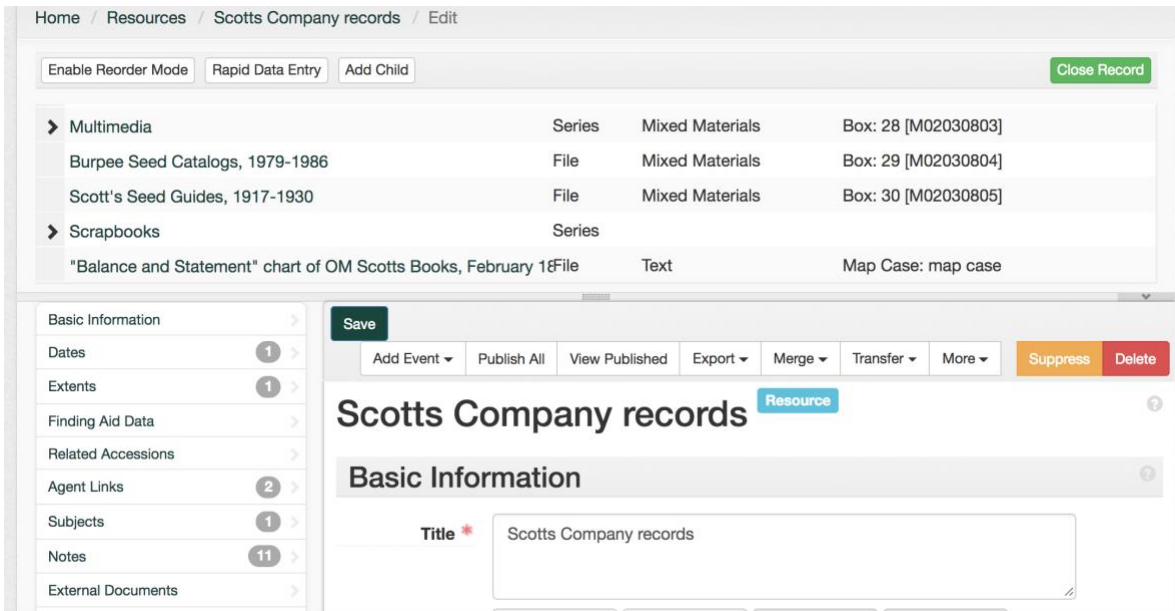 Home / Resources / Scotts Company records / Edit
Enable Reorder Mode Rapid Data Entry Add Child Close Record
Multimedia Series Mixed Materials Box: 28 [M02030803]
Burpee Seed Catalogs, 1979-1986 File Mixed Materials Box: 29 [M02030804]
Scott's Seed Guides, 1917-1930 File Mixed Materials Box: 30 [M02030805]
Scrapbooks Series
"Balance and Statement" chart of OM Scotts Books, February 18 File Text Map Case: map case
Basic Information
Dates 1
Extents 1
Finding Aid Data
Related Accessions
Agent Links 2
Subjects 1
Notes 11
External Documents
Save
Add Event Publish All View Published Export Merge Transfer More Suppress Delete
Scotts Company records Resource
Basic Information
Title * Scotts Company records